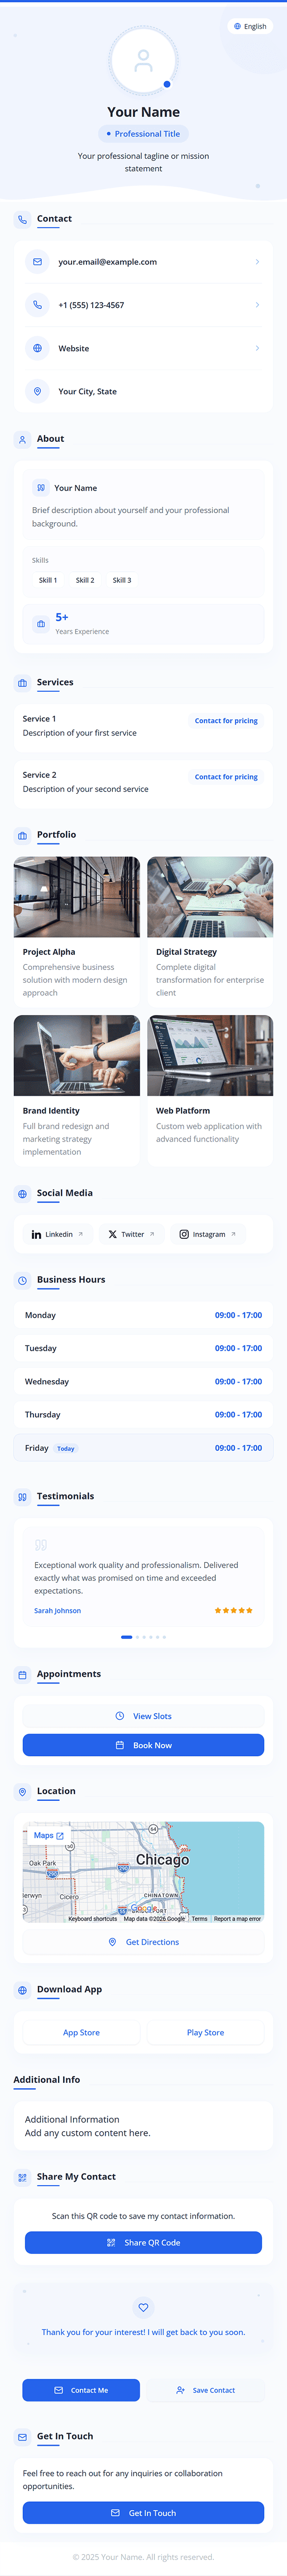 English
Your Name
Professional Title
Your professional tagline or mission
statement
Contact
your.email@example.com
+1 (555) 123-4567
Website
Your City, State
About
Your Name
Brief description about yourself and your professional
background.
Skills
Skill 1 Skill 2 Skill 3
5+
Years Experience
Services
Service 1
Contact for pricing
Description of your first service
Service 2
Contact for pricing
Description of your second service
Portfolio
Project Alpha
Comprehensive business
solution with modern design
approach
Digital Strategy
Complete digital
transformation for enterprise
client
Brand Identity
Full brand redesign and
marketing strategy
implementation
Web Platform
Custom web application with
advanced functionality
Social Media
Linkedin Twitter Instagram
Business Hours
Monday 09:00 - 17:00
Tuesday 09:00 - 17:00
Wednesday 09:00 - 17:00
Thursday 09:00 - 17:00
Friday Today 09:00 - 17:00
Testimonials
Exceptional work quality and professionalism. Delivered
exactly what was promised on time and exceeded
expectations.
Sarah Johnson
Appointments
View Slots
Book Now
Location
Maps
64
50
Oak Park
Chicago
erwyn
Cicero
CHINATOWN
Google
Keyboard shortcuts Map data ©2026 Google Terms Report a map error
Get Directions
Download App
App Store Play Store
Additional Info
Additional Information
Add any custom content here.
Share My Contact
Scan this QR code to save my contact information.
Share QR Code
Thank you for your interest! I will get back to you soon.
Contact Me Save Contact
Get In Touch
Feel free to reach out for any inquiries or collaboration
opportunities.
Get In Touch
© 2025 Your Name. All rights reserved.